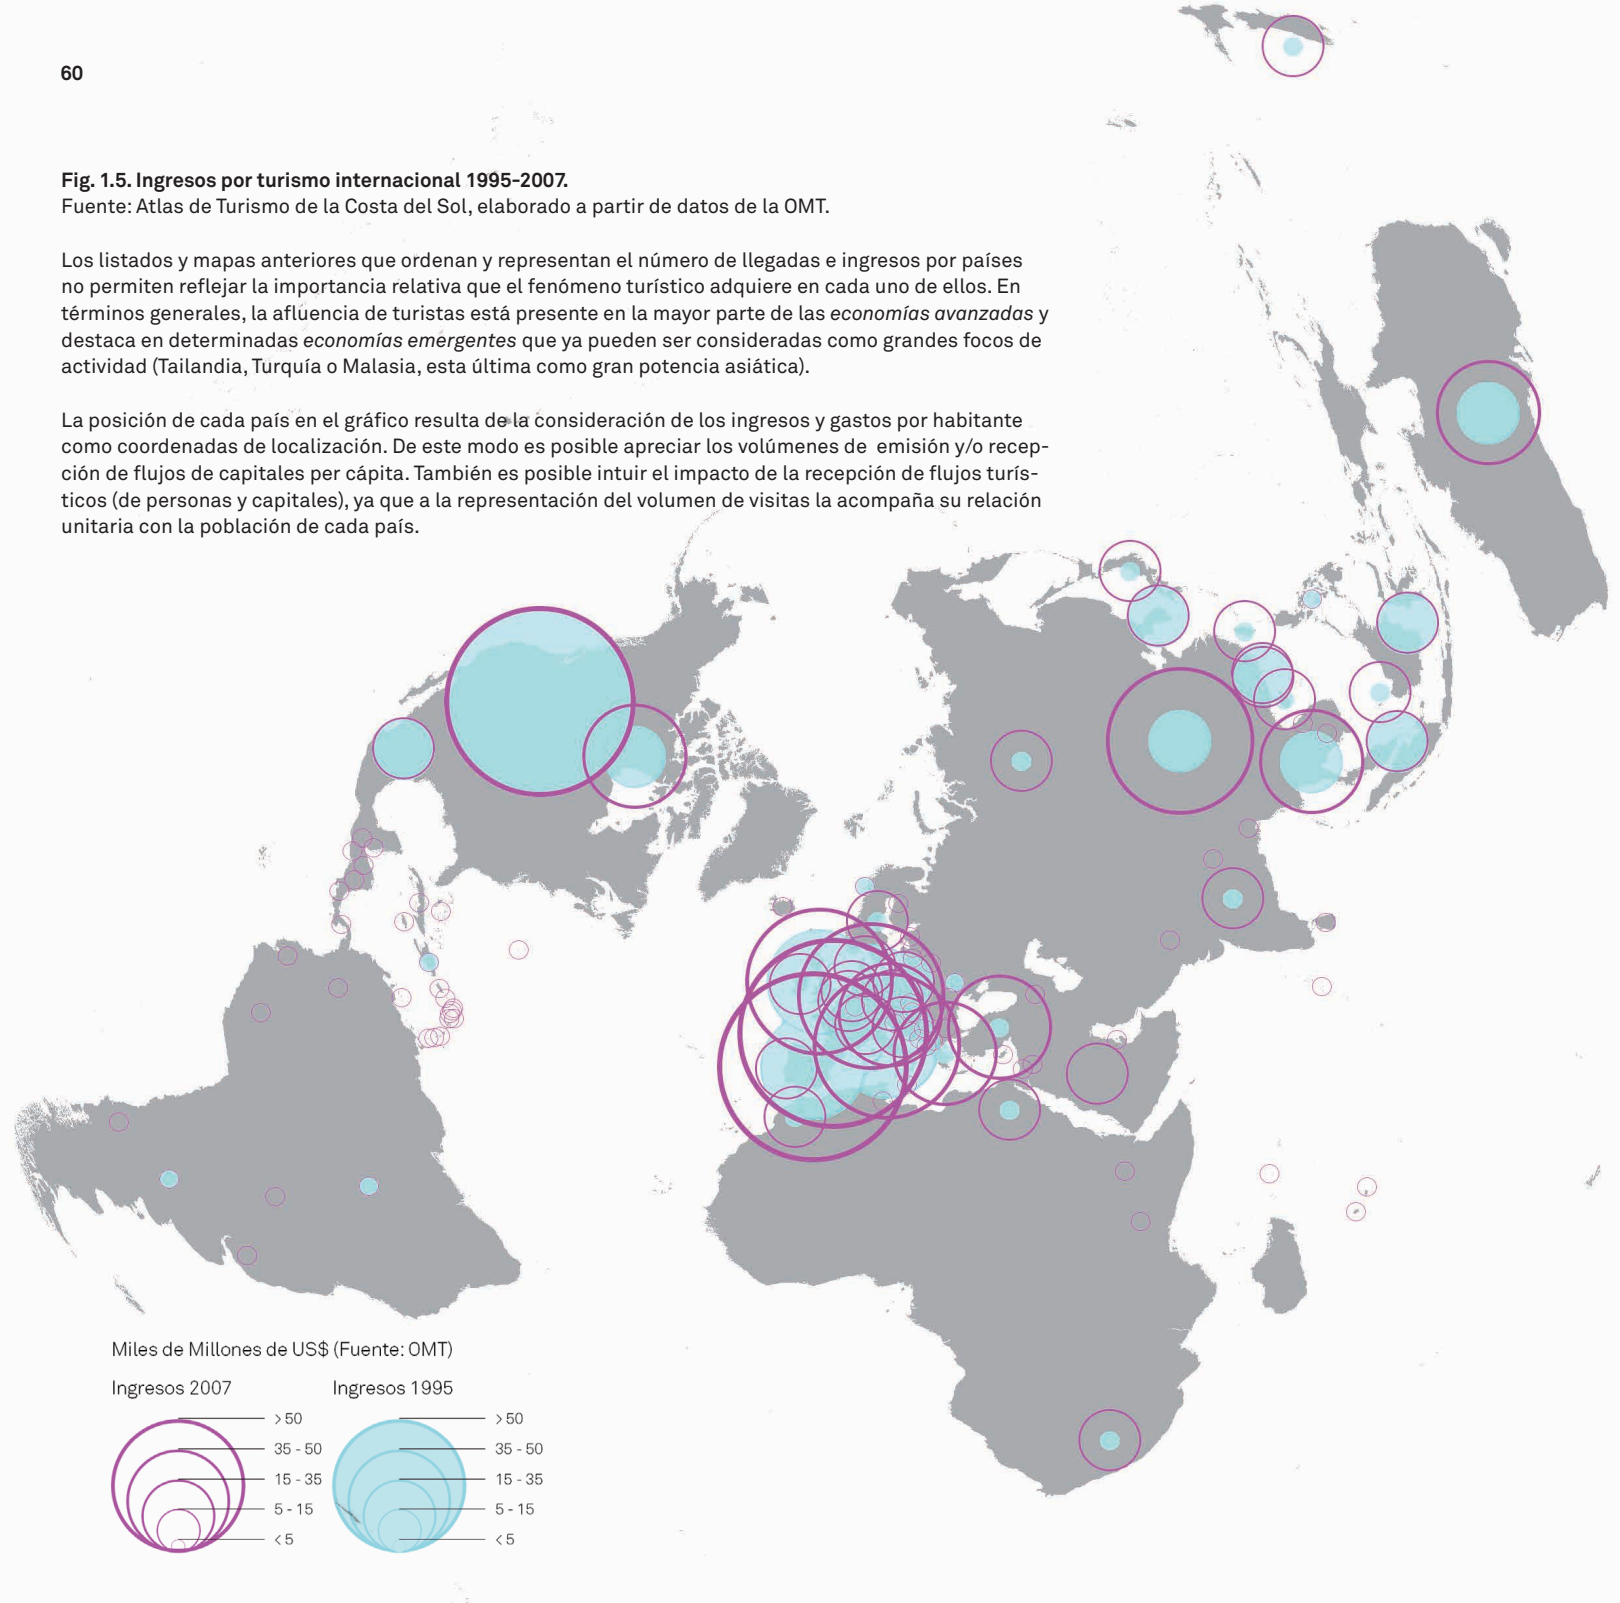 60
Fig. 1.5. Ingresos por turismo internacional 1995-2007.
Fuente: Atlas de Turismo de la Costa del Sol, elaborado a partir de datos de la OMT.
Los listados y mapas anteriores que ordenan y representan el número de llegadas e ingresos por países
no permiten reflejar la importancia relativa que el fenómeno turístico adquiere en cada uno de ellos. En
términos generales, la afluencia de turistas está presente en la mayor parte de las economías avanzadas y
destaca en determinadas economías emergentes que ya pueden ser consideradas como grandes focos de
actividad (Tailandia, Turquía o Malasia, esta última como gran potencia asiática).
La posición de cada país en el gráfico resulta de la consideración de los ingresos y gastos por habitante
como coordenadas de localización. De este modo es posible apreciar los volúmenes de emisión y/o recep-
ción de flujos de capitales per cápita. También es posible intuir el impacto de la recepción de flujos turís-
ticos (de personas y capitales), ya que a la representación del volumen de visitas la acompaña su relación
unitaria con la población de cada país.
Miles de Millones de US$ (Fuente: OMT)
Ingresos 2007
>50
35 - 50
15 - 35
5 - 15
<5
Ingresos 1995
>50
35 - 50
15 - 35
5 - 15
<5